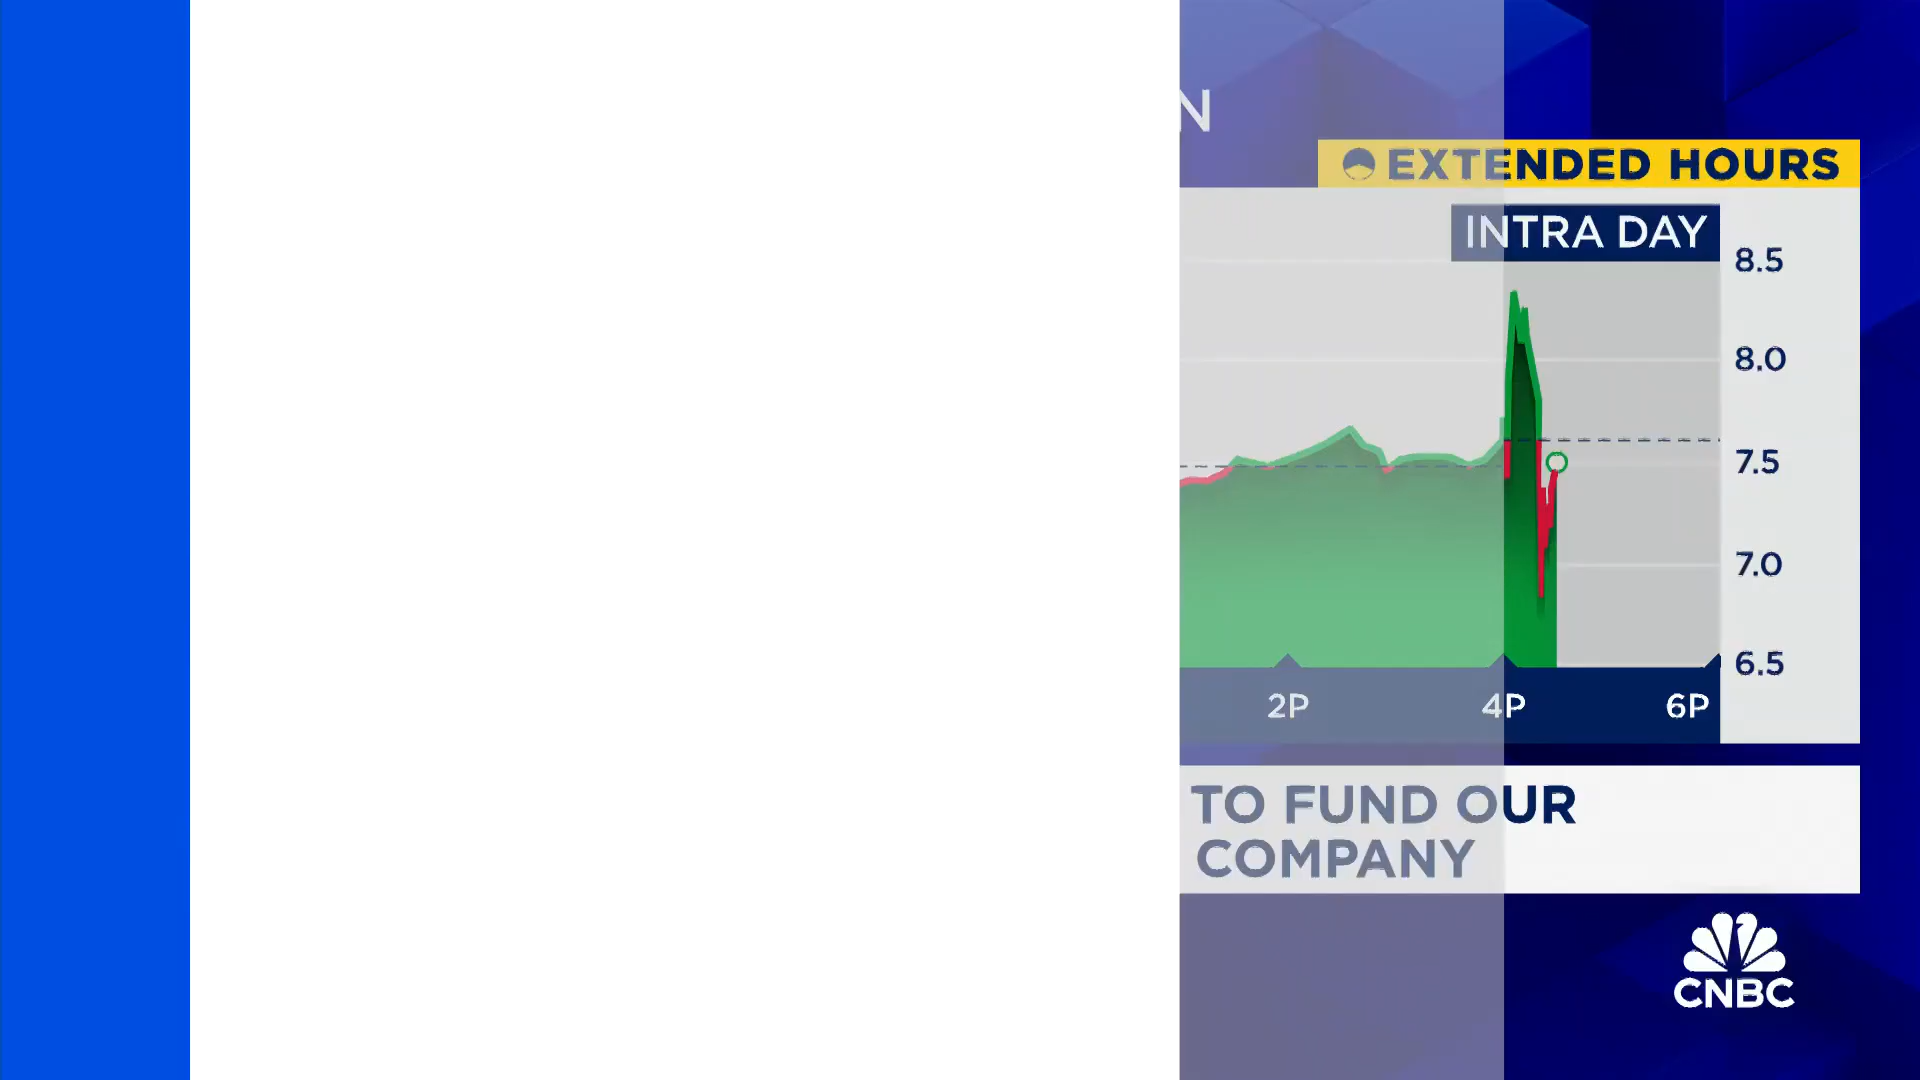 N
EXTENDED HOURS
INTRA DAY
8.5
8.0
7.5
7.0
6.5
2P 4P 6P
TO FUND OUR
COMPANY
CNBC